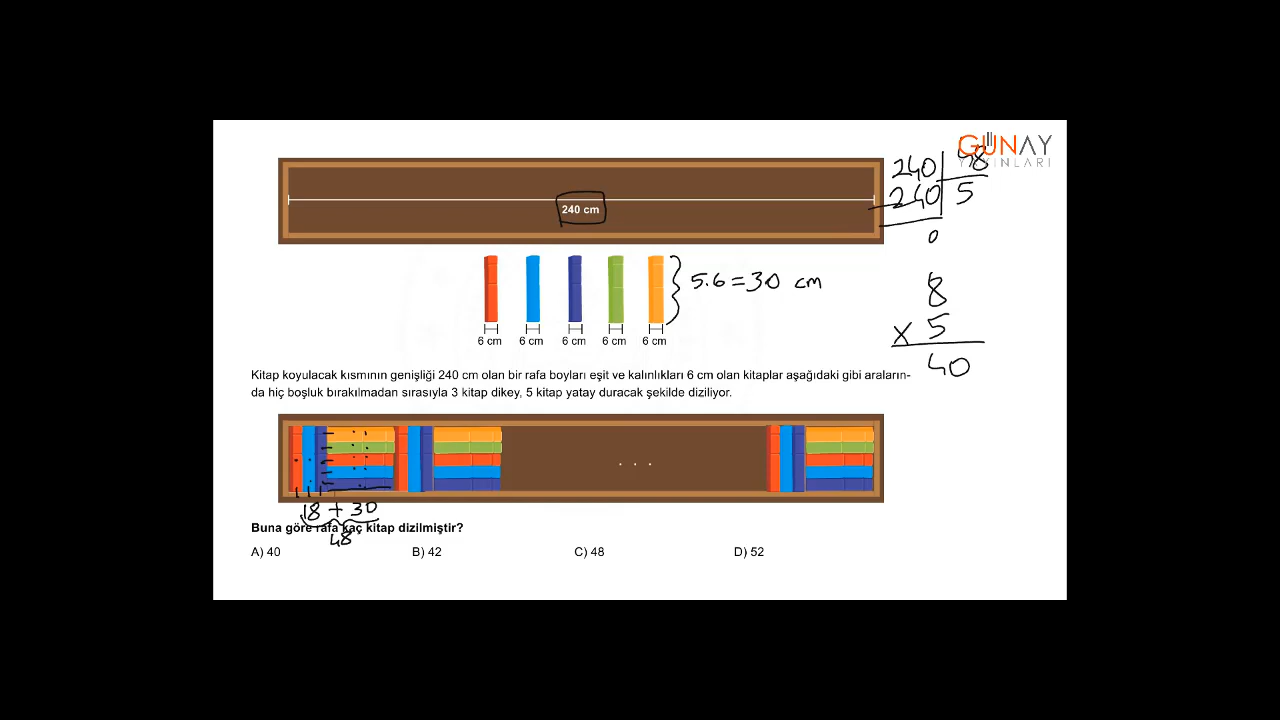 GÜNAY
YAYINLARI
240 48
240 5
0
240 cm
5.6=30 cm
6 cm 6 cm 6 cm 6 cm 6 cm
8
x 5
40
Kitap koyulacak kısmının genişliği 240 cm olan bir rafa boyları eşit ve kalınlıkları 6 cm olan kitaplar aşağıdaki gibi araların-
da hiç boşluk bırakılmadan sırasıyla 3 kitap dikey, 5 kitap yatay duracak şekilde diziliyor.
. . .
18 + 30
48
Buna göre rafa kaç kitap dizilmiştir?
A) 40 B) 42 C) 48 D) 52